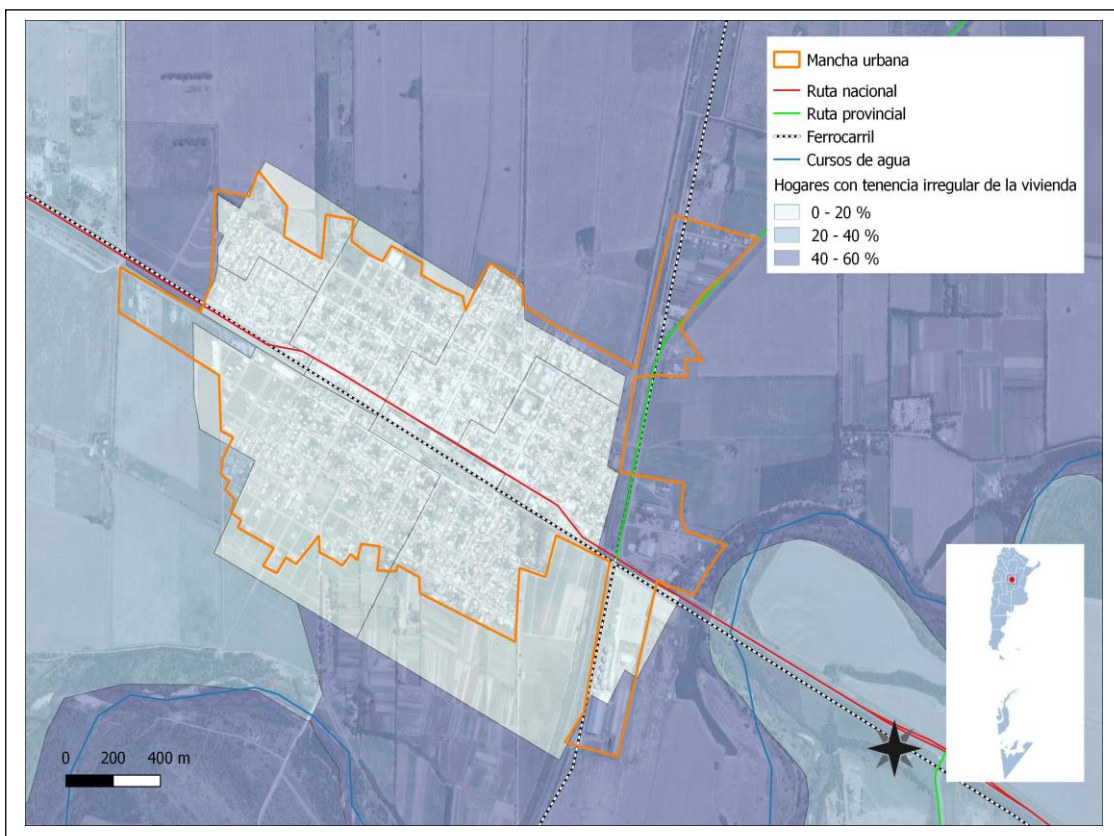 Mancha urbana
Ruta nacional
Ruta provincial
Ferrocarril
Cursos de agua
Hogares con tenencia irregular de la vivienda
0 - 20 %
20 - 40 %
40 - 60 %
0 200 400 m